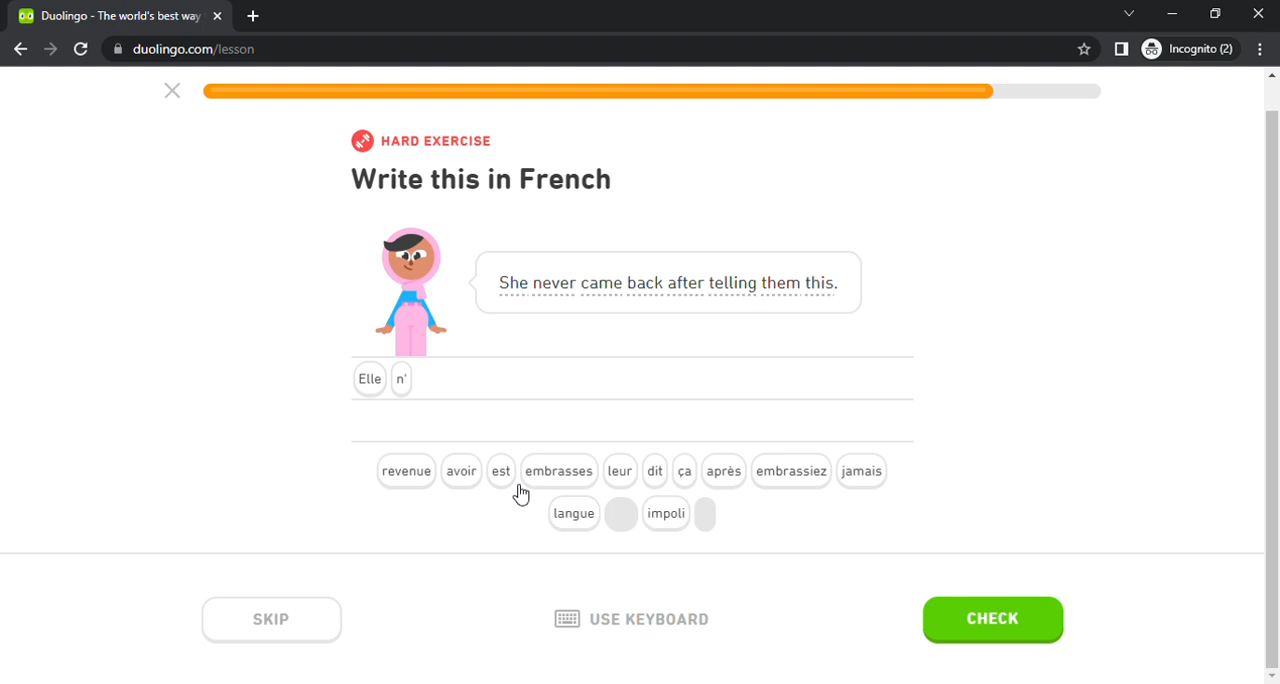 Duolingo - The world's best way
Incognito (2)
duolingo.com/lesson
HARD EXERCISE
Write this in French
She never came back after telling them this.
Elle n'
revenue avoir est embrasses leur dit ça après embrassiez jamais
langue impoli
SKIP USE KEYBOARD CHECK